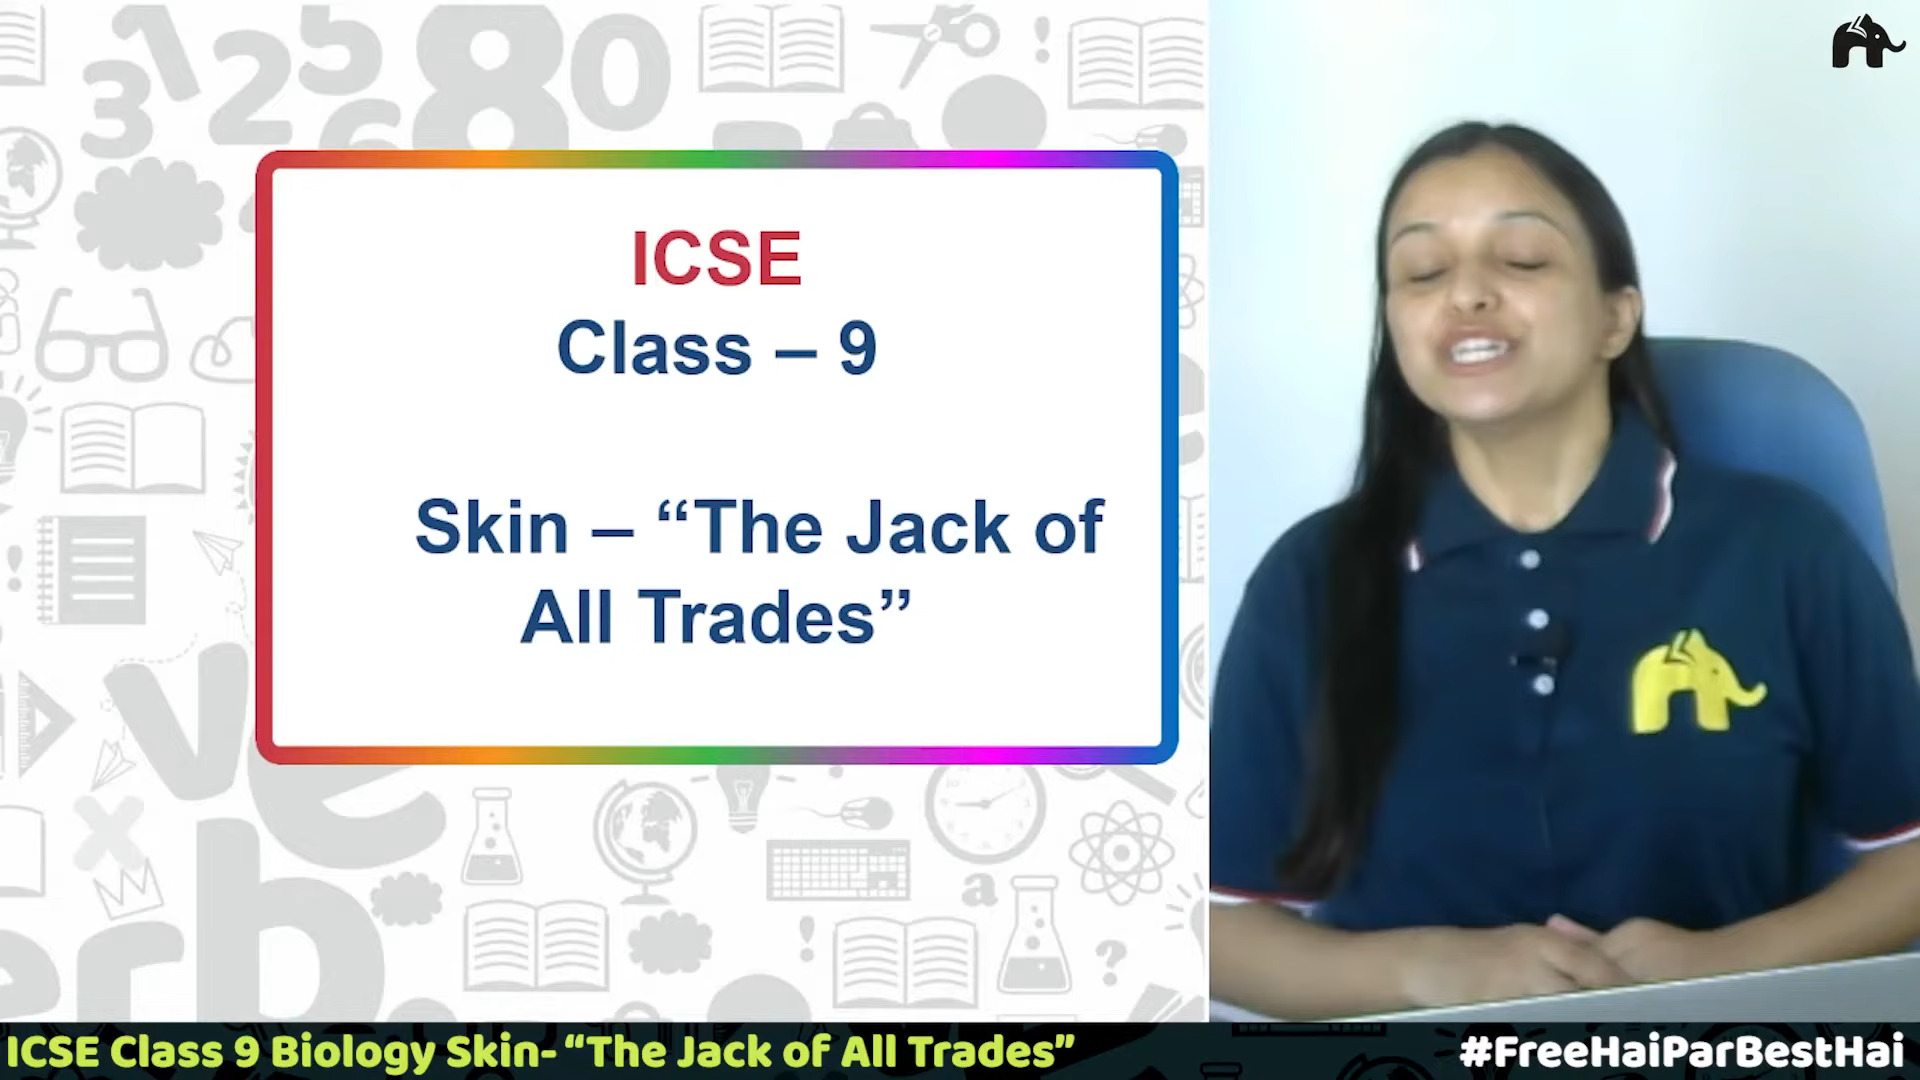 ICSE
Class – 9
Skin – “The Jack of
All Trades”
ICSE Class 9 Biology Skin- “The Jack of All Trades”
#FreeHaiParBestHai